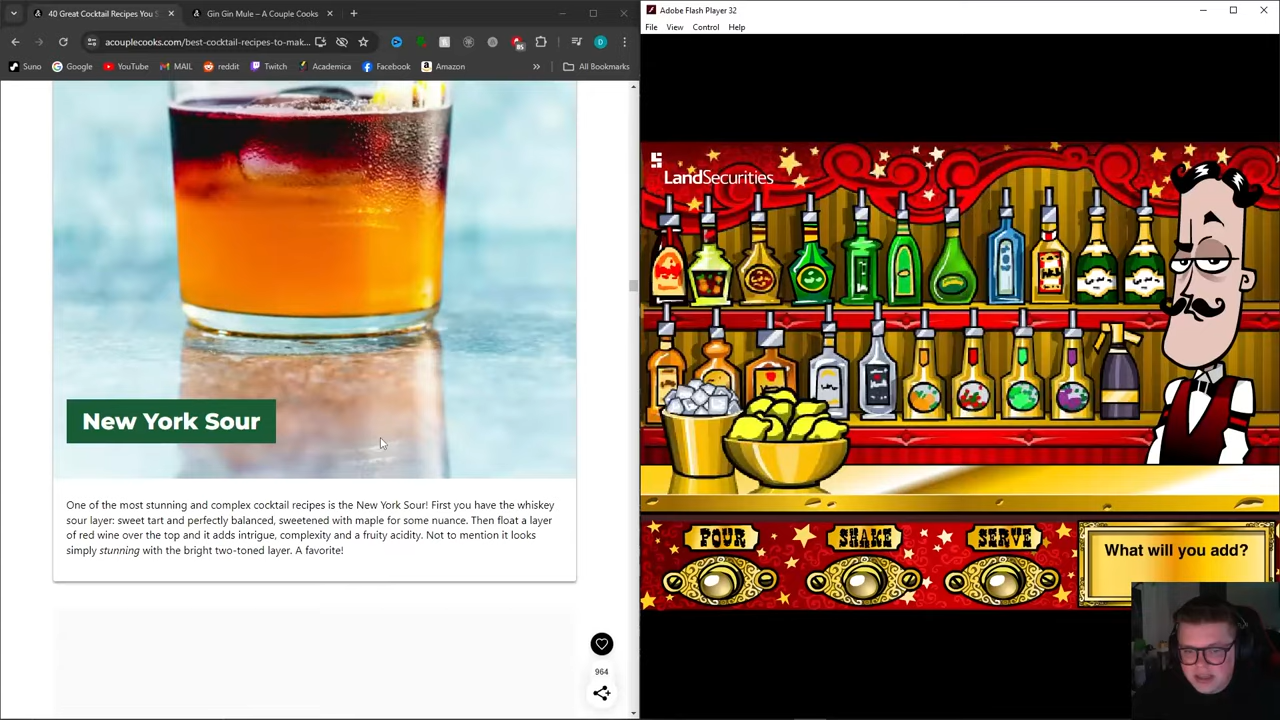 40 Great Cocktail Recipes You S
Gin Gin Mule – A Couple Cooks
acouplecooks.com/best-cocktail-recipes-to-mak...
Suno
Google
YouTube
MAIL
reddit
Twitch
Academica
Facebook
Amazon
All Bookmarks
New York Sour
One of the most stunning and complex cocktail recipes is the New York Sour! First you have the whiskey
sour layer: sweet tart and perfectly balanced, sweetened with maple for some nuance. Then float a layer
of red wine over the top and it adds intrigue, complexity and a fruity acidity. Not to mention it looks
simply stunning with the bright two-toned layer. A favorite!
964
Adobe Flash Player 32
File View Control Help
LandSecurities
POUR
SHAKE
SERVE
What will you add?